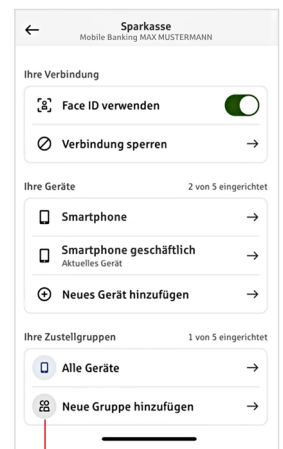 Sparkasse
Mobile Banking MAX MUSTERMANN
Ihre Verbindung
Face ID verwenden
Verbindung sperren
Ihre Geräte 2 von 5 eingerichtet
Smartphone
Smartphone geschäftlich
Aktuelles Gerät
Neues Gerät hinzufügen
Ihre Zustellgruppen 1 von 5 eingerichtet
Alle Geräte
Neue Gruppe hinzufügen